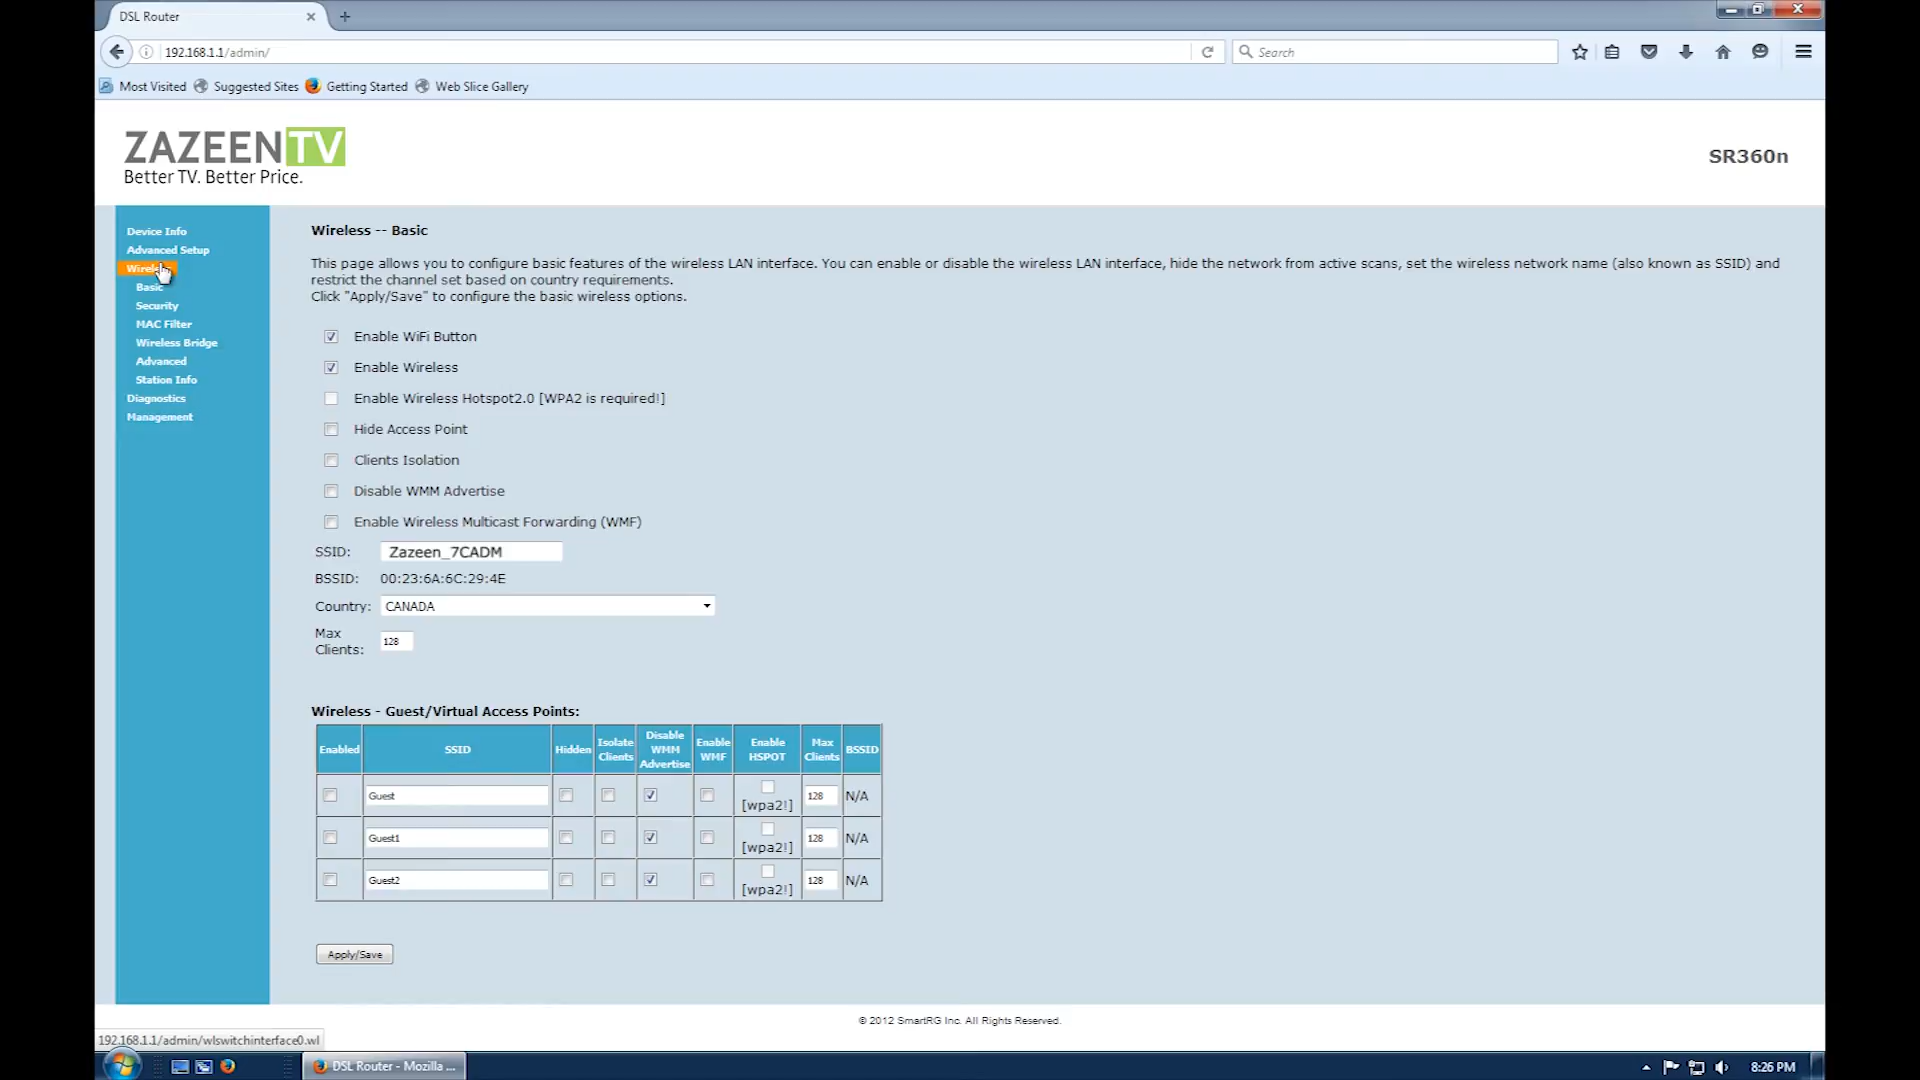 DSL Router
192.168.1.1/admin/
Search
Most Visited Suggested Sites Getting Started Web Slice Gallery
ZAZEENTV
Better TV. Better Price.
SR360n
Device Info
Advanced Setup
Wireless
Basic
Security
MAC Filter
Wireless Bridge
Advanced
Station Info
Diagnostics
Management
Wireless -- Basic
This page allows you to configure basic features of the wireless LAN interface. You can enable or disable the wireless LAN interface, hide the network from active scans, set the wireless network name (also known as SSID) and
restrict the channel set based on country requirements.
Click "Apply/Save" to configure the basic wireless options.
Enable WiFi Button
Enable Wireless
Enable Wireless Hotspot2.0 [WPA2 is required!]
Hide Access Point
Clients Isolation
Disable WMM Advertise
Enable Wireless Multicast Forwarding (WMF)
SSID: Zazeen_7CADM
BSSID: 00:23:6A:6C:29:4E
Country: CANADA
Max
Clients: 128
Wireless - Guest/Virtual Access Points:
Enabled SSID Hidden Isolate Clients Disable WMM Advertise Enable WMF Enable HSPOT Max Clients BSSID
Guest [wpa2!] 128 N/A
Guest1 [wpa2!] 128 N/A
Guest2 [wpa2!] 128 N/A
Apply/Save
© 2012 SmartRG Inc. All Rights Reserved.
192.168.1.1/admin/wlswitchinterface0.wl
DSL Router - Mozilla ...
8:26 PM